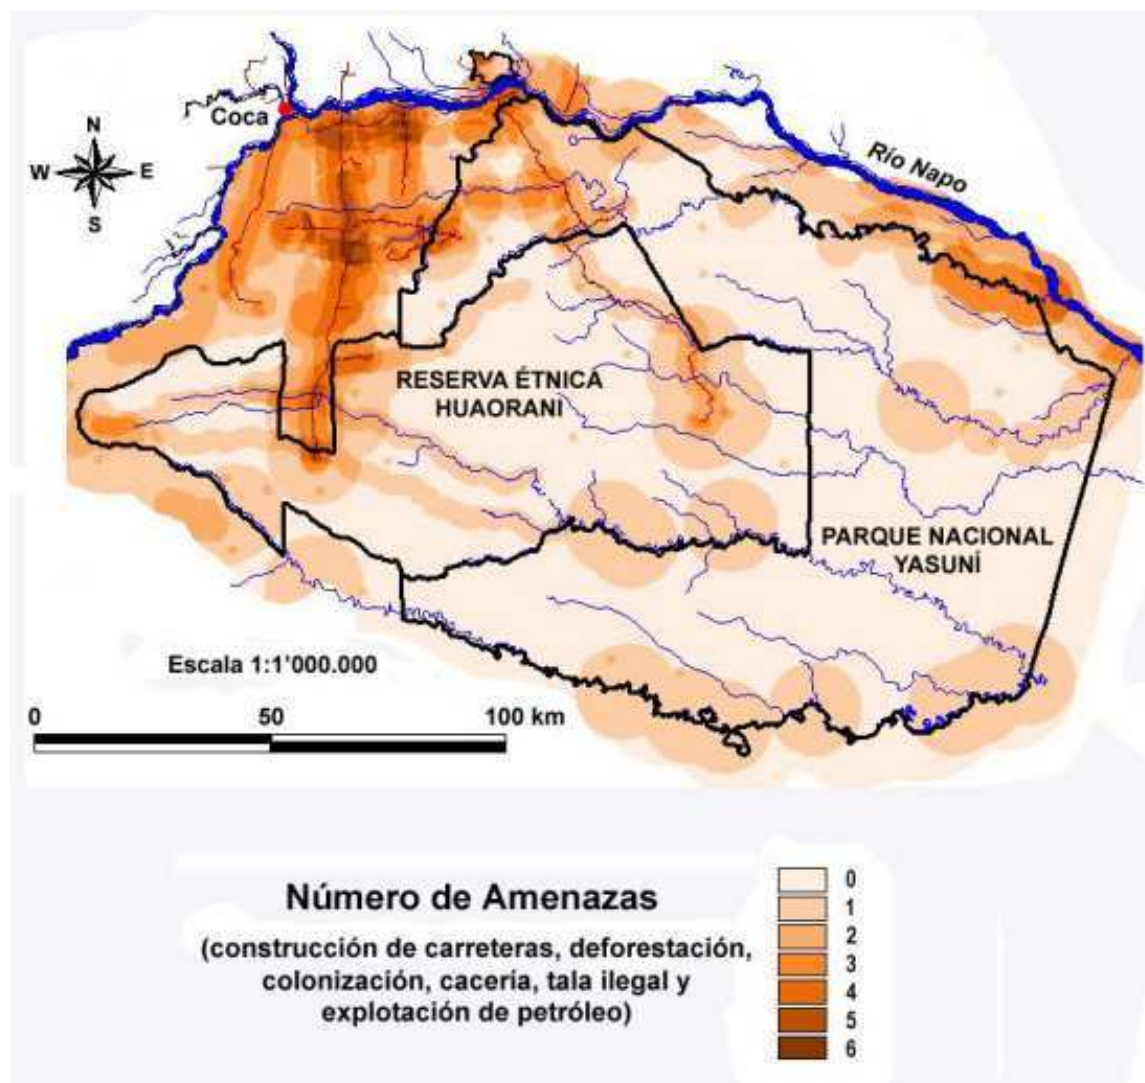 Coca
N
W E
S
Río Napo
RESERVA ÉTNICA
HUAORANI
PARQUE NACIONAL
YASUNÍ
Escala 1:1'000.000
0 50 100 km
Número de Amenazas
(construcción de carreteras, deforestación,
colonización, cacería, tala ilegal y
explotación de petróleo)
0
1
2
3
4
5
6